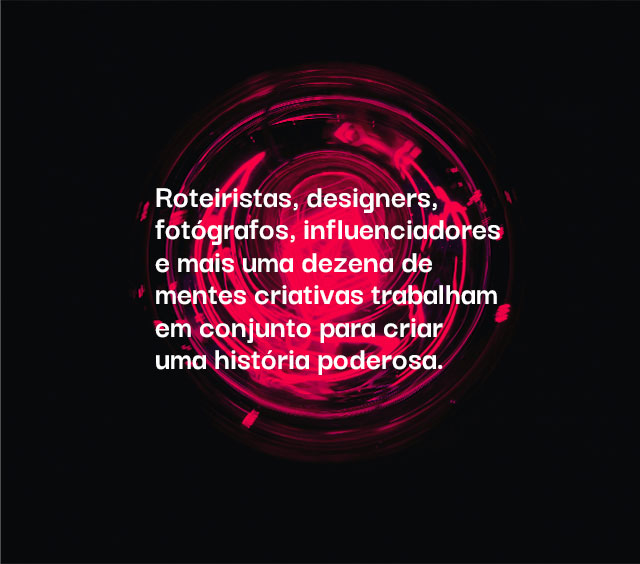 Roteiristas, designers,
fotógrafos, influenciadores
e mais uma dezena de
mentes criativas trabalham
em conjunto para criar
uma história poderosa.